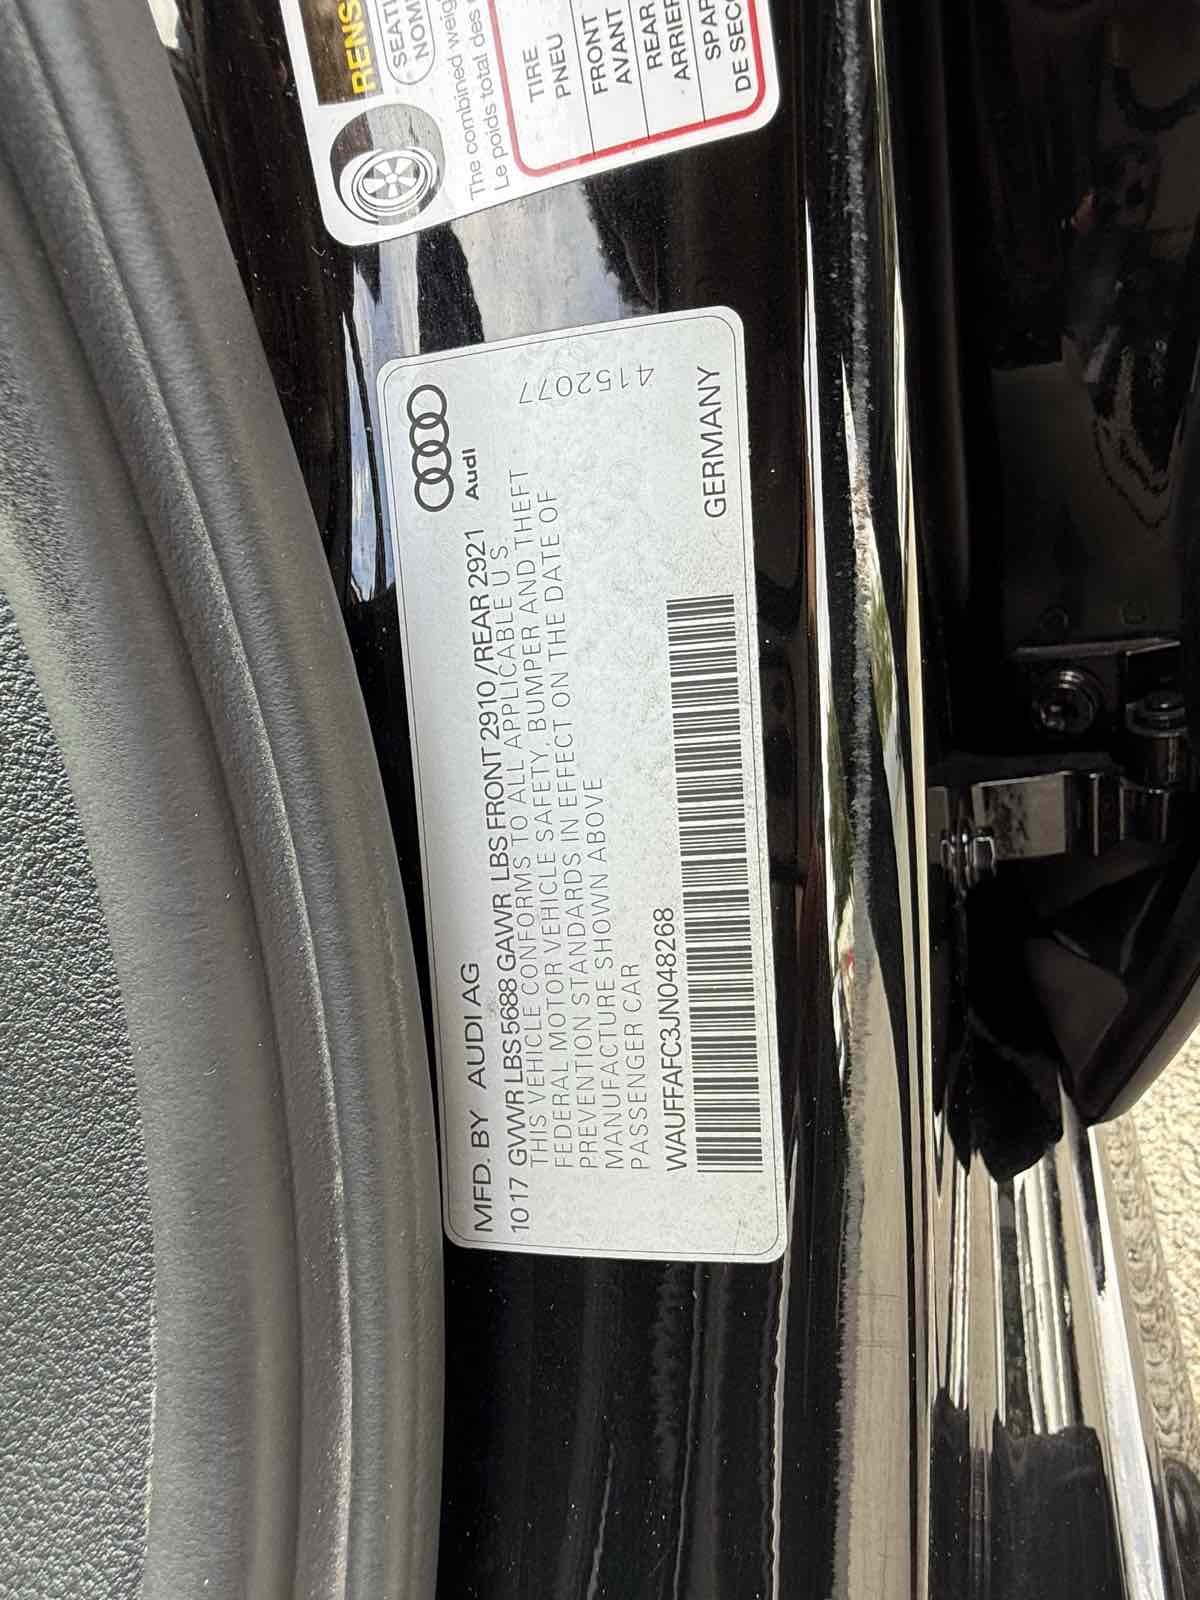 RENS
SEATI
NOM
The combined weig
Le poids total des
TIRE
PNEU
FRONT
AVANT
REAR
ARRIER
SPAR
DE SEC
MFD. BY AUDI AG
Audi
10 17 GVWR LBS 5688 GAWR LBS FRONT 2910 /REAR 2921
THIS VEHICLE CONFORMS TO ALL APPLICABLE U.S.
FEDERAL MOTOR VEHICLE SAFETY, BUMPER AND THEFT
PREVENTION STANDARDS IN EFFECT ON THE DATE OF
MANUFACTURE SHOWN ABOVE
PASSENGER CAR
4152077
WAUFFAFC3JN048268
GERMANY